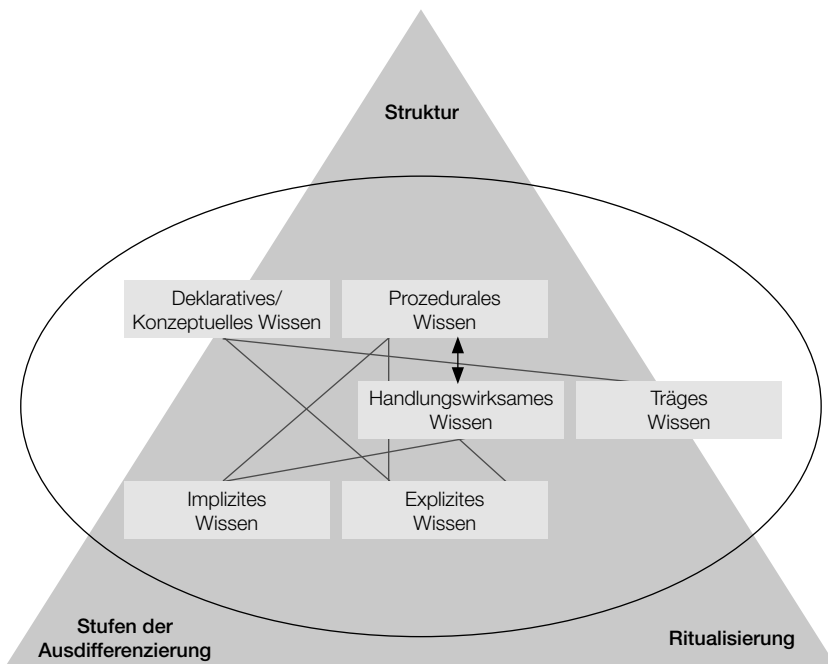 Struktur
Deklaratives/
Konzeptuelles Wissen
Prozedurales
Wissen
Handlungswirksames
Wissen
Träges
Wissen
Implizites
Wissen
Explizites
Wissen
Stufen der
Ausdifferenzierung
Ritualisierung